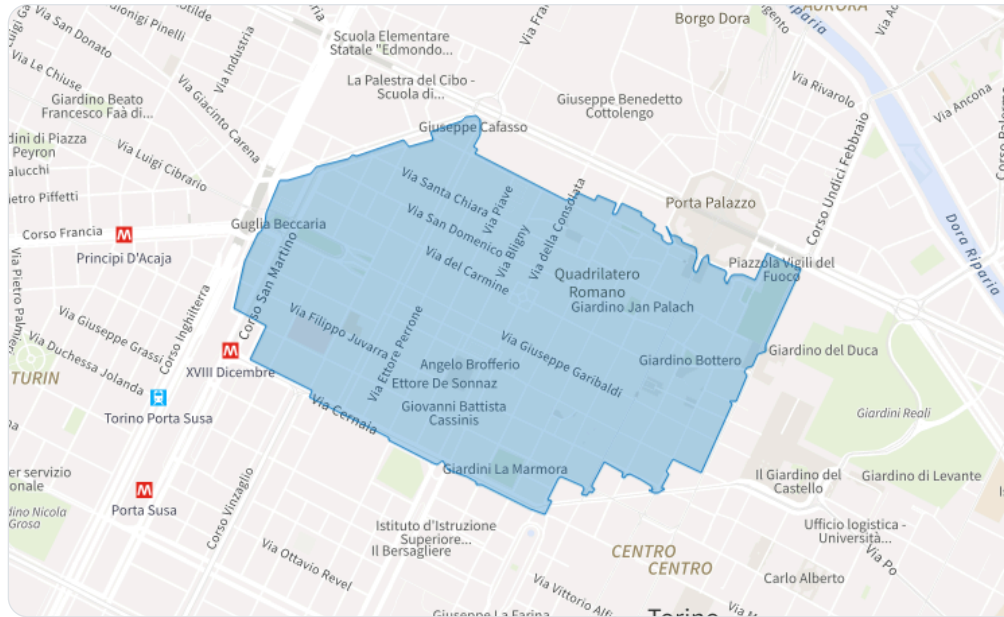 Via San Donato
Via Le Chiuse
Giardino Beato
Francesco Faà di...
Via Industria
Via Giacinto Carena
Via Luigi Cibrario
Peyron
Corso Francia
Principi D'Acaja
Guglia Beccaria
Scuola Elementare
Statale "Edmondo...
La Palestra del Cibo -
Scuola di...
Giuseppe Cafasso
Giuseppe Benedetto
Cottolengo
Borgo Dora
AURORA
Riparia
Via Rivarolo
Via Ancona
Corso Undici Febbraio
Dora Riparia
Porta Palazzo
Piazzola Vigili del
Fuoco
Via Santa Chiara
Via Piave
Via San Domenico
Via Bligny
Via della Consolata
Via del Carmine
Quadrilatero
Romano
Giardino Jan Palach
Corso San Martino
Corso Inghilterra
Via Giuseppe Grassi
Via Duchessa Jolanda
TURIN
XVIII Dicembre
Torino Porta Susa
Porta Susa
Via Filippo Juvarra
Via Ettore Perrone
Via Giuseppe Garibaldi
Angelo Brofferio
Ettore De Sonnaz
Giovanni Battista
Cassinis
Via Cernaia
Giardino Bottero
Giardino del Duca
Giardini Reali
Giardini La Marmora
Il Giardino del
Castello
Giardino di Levante
Corso Vinzaglio
Via Ottavio Revel
Istituto d'Istruzione
Superiore...
Il Bersagliere
Ufficio logistica -
Università...
Via Po
CENTRO
CENTRO
Carlo Alberto
Via Vittorio Alfi
Giuseppe La Farina
Torino